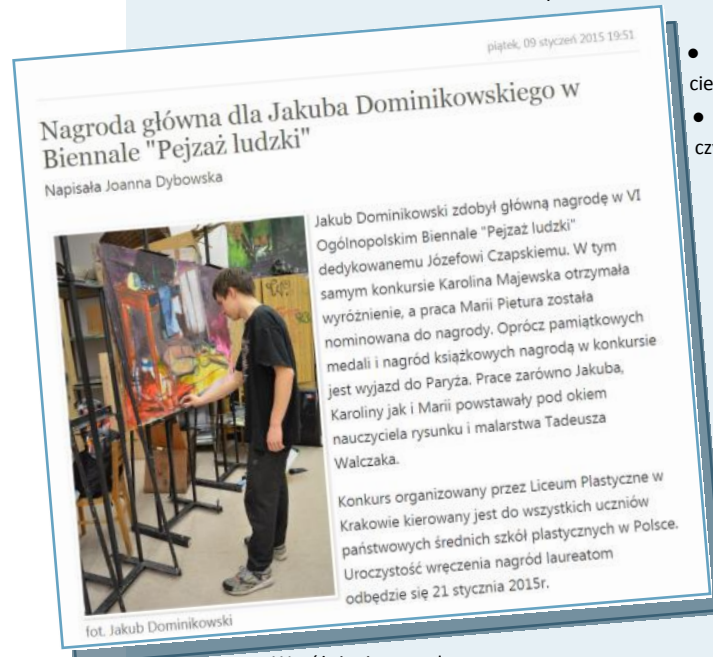 piątek, 09 styczeń 2015 19:51
Nagroda główna dla Jakuba Dominikowskiego w
Biennale "Pejzaż ludzki"
Napisała Joanna Dybowska
Jakub Dominikowski zdobył główną nagrodę w VI
Ogólnopolskim Biennale "Pejzaż ludzki"
dedykowanemu Józefowi Czapskiemu. W tym
samym konkursie Karolina Majewska otrzymała
wyróżnienie, a praca Marii Pietura została
nominowana do nagrody. Oprócz pamiątkowych
medali i nagród książkowych nagrodą w konkursie
jest wyjazd do Paryża. Prace zarówno Jakuba,
Karoliny jak i Marii powstawały pod okiem
nauczyciela rysunku i malarstwa Tadeusza
Walczaka.
Konkurs organizowany przez Liceum Plastyczne w
Krakowie kierowany jest do wszystkich uczniów
państwowych średnich szkół plastycznych w Polsce.
Uroczystość wręczenia nagród laureatom
odbędzie się 21 stycznia 2015r.
fot. Jakub Dominikowski